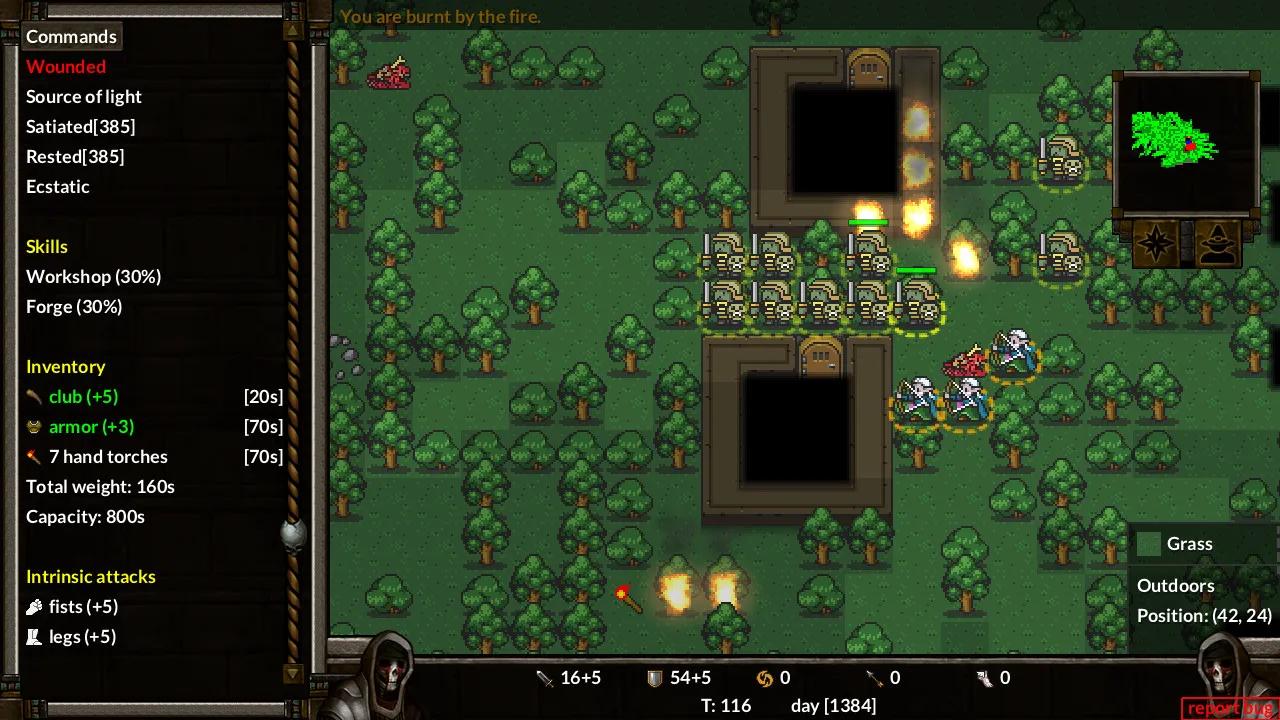 You are burnt by the fire.
Commands
Wounded
Source of light
Satiated[385]
Rested[385]
Ecstatic
Skills
Workshop (30%)
Forge (30%)
Inventory
club (+5) [20s]
armor (+3) [70s]
7 hand torches [70s]
Total weight: 160s
Capacity: 800s
Intrinsic attacks
fists (+5)
legs (+5)
Grass
Outdoors
Position: (42, 24)
16+5 54+5 0 0 0
T: 116 day [1384]
report bug